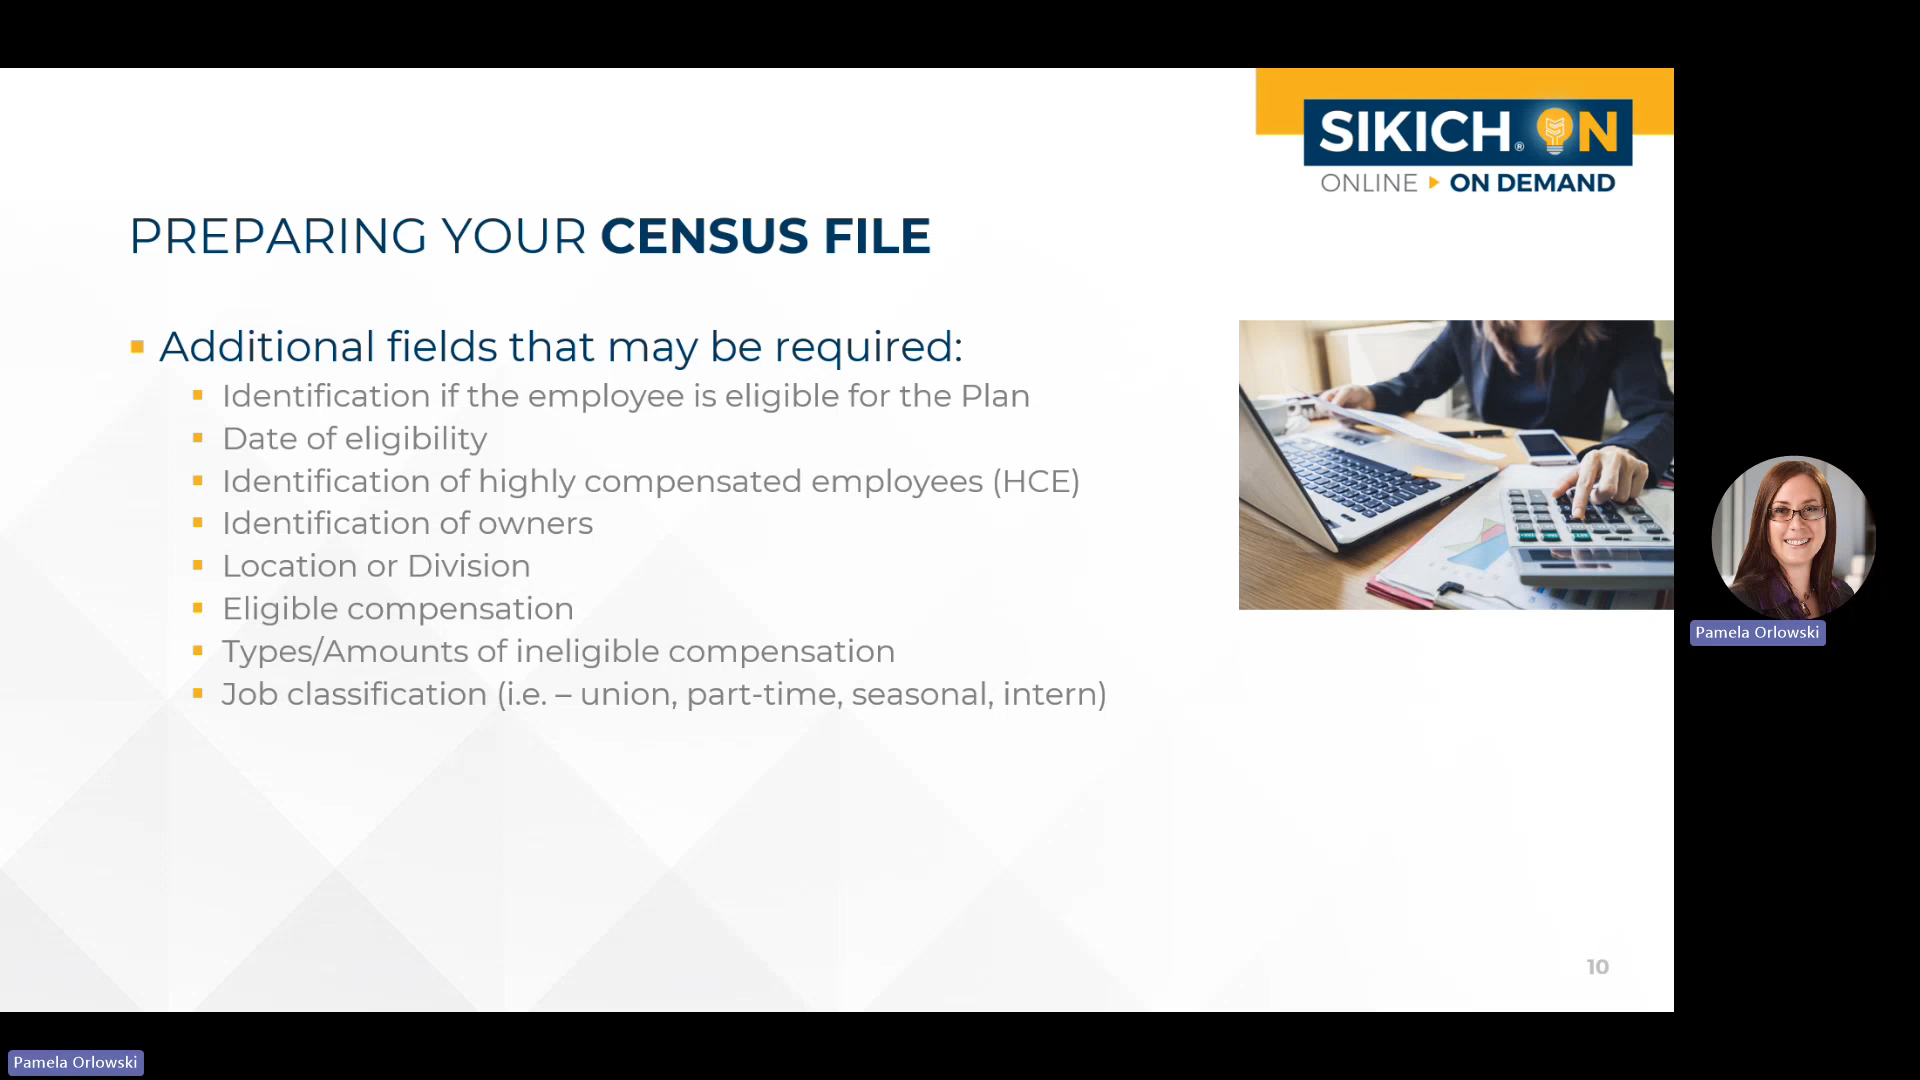 SIKICH® ON
ONLINE ON DEMAND
PREPARING YOUR CENSUS FILE
Additional fields that may be required:
Identification if the employee is eligible for the Plan
Date of eligibility
Identification of highly compensated employees (HCE)
Identification of owners
Location or Division
Eligible compensation
Types/Amounts of ineligible compensation
Job classification (i.e. – union, part-time, seasonal, intern)
Pamela Orlowski
10
Pamela Orlowski